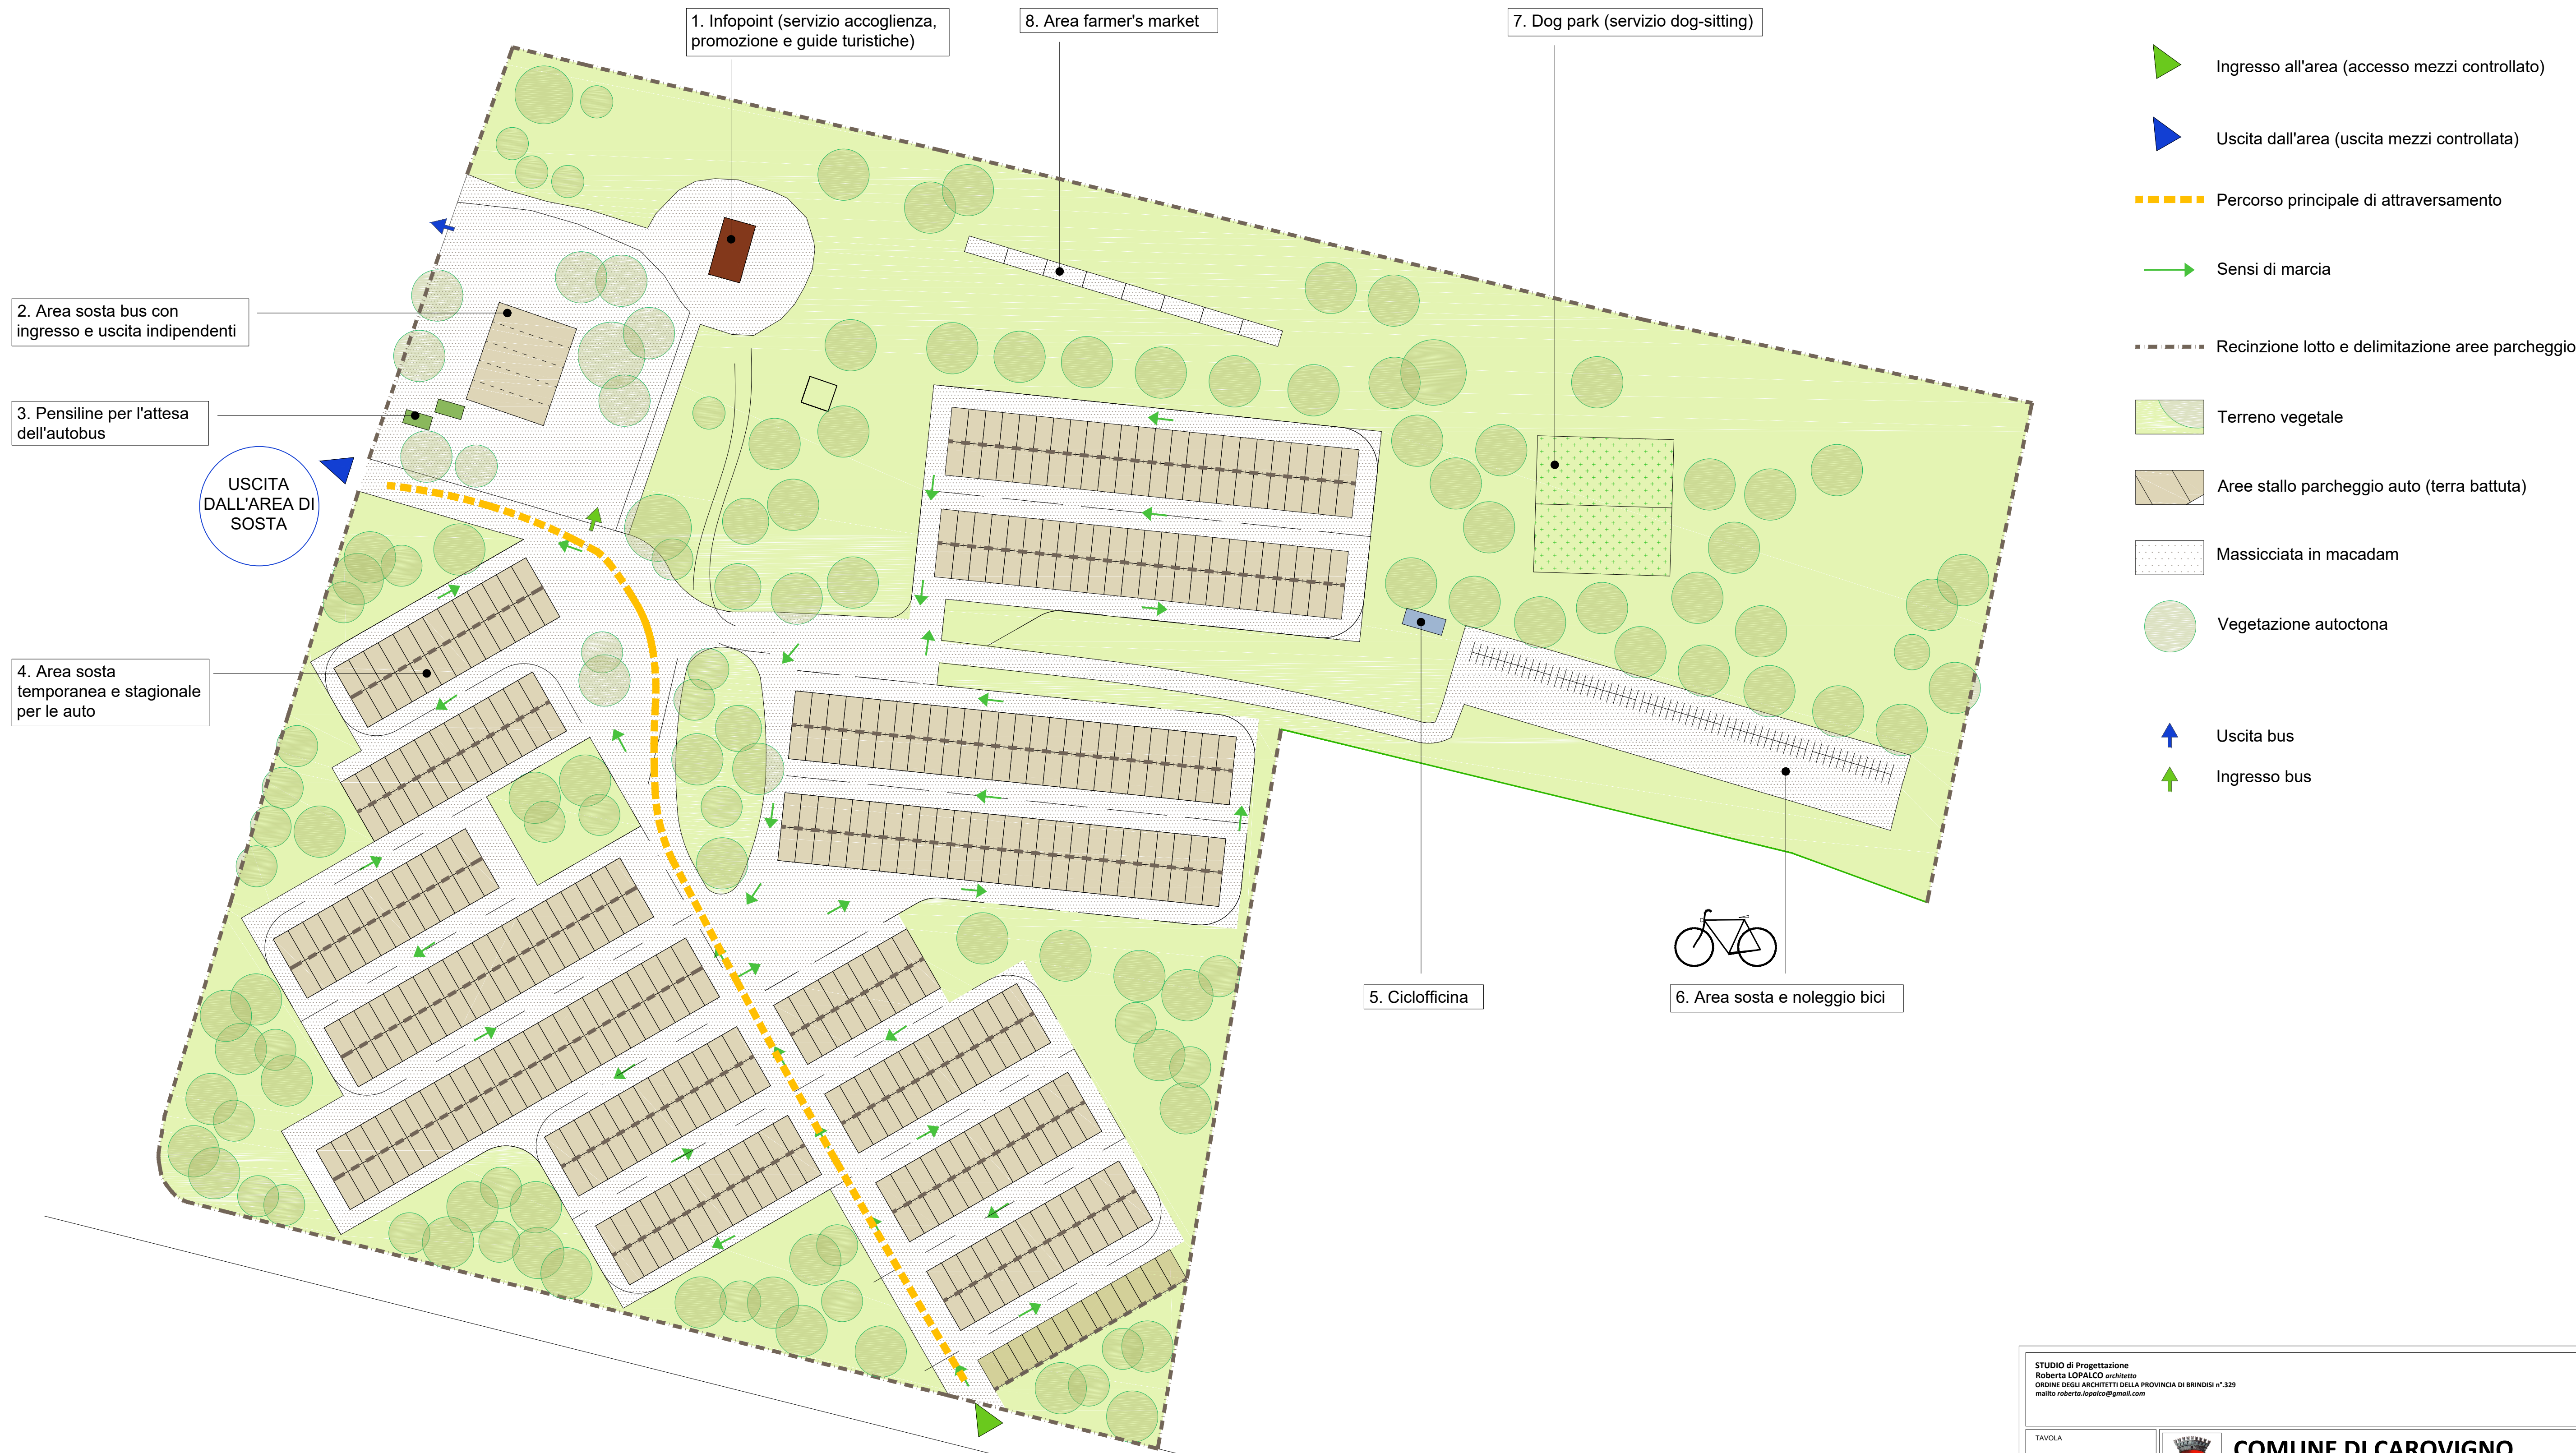 1. Infopoint (servizio accoglienza,
promozione e guide turistiche)
8. Area farmer's market
7. Dog park (servizio dog-sitting)
2. Area sosta bus con
ingresso e uscita indipendenti
3. Pensiline per l'attesa
dell'autobus
USCITA
DALL'AREA DI
SOSTA
4. Area sosta
temporanea e stagionale
per le auto
5. Ciclofficina
6. Area sosta e noleggio bici
Ingresso all'area (accesso mezzi controllato)
Uscita dall'area (uscita mezzi controllata)
Percorso principale di attraversamento
Sensi di marcia
Recinzione lotto e delimitazione aree parcheggio
Terreno vegetale
Aree stallo parcheggio auto (terra battuta)
Massicciata in macadam
Vegetazione autoctona
Uscita bus
Ingresso bus
STUDIO di Progettazione
Roberta LOPALCO architetto
ORDINE DEGLI ARCHITETTI DELLA PROVINCIA DI BRINDISI n°.329
mailto roberta.lopalco@gmail.com
TAVOLA
COMUNE DI CAROVIGNO